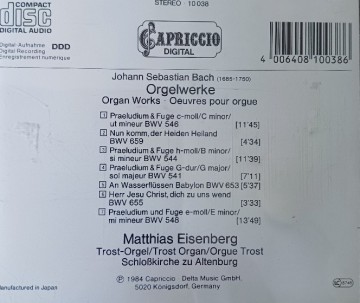 COMPACT
disc
DIGITAL AUDIO
STEREO 10 038
CAPRICCIO
DIGITAL
Digital-Aufnahme
Digital Recording
Enregistrement numérique
DDD
4 006408 100386
Johann Sebastian Bach (1685-1750)
Orgelwerke
Organ Works · Oeuvres pour orgue
1 Praeludium & Fuge c-moll/C minor/
ut mineur BWV 546 [11'45]
2 Nun komm, der Heiden Heiland
BWV 659 [4'34]
3 Praeludium & Fuge h-moll/B minor/
si mineur BWV 544 [11'39]
4 Praeludium & Fuge G-dur/G major/
sol majeur BWV 541 [7'11]
5 An Wasserflüssen Babylon BWV 653 [5'37]
6 Herr Jesu Christ, dich zu uns wend
BWV 655 [3'33]
7 Praeludium und Fuge e-moll/E minor/
mi mineur BWV 548 [13'49]
Matthias Eisenberg
Trost-Orgel/Trost Organ/Orgue Trost
Schloßkirche zu Altenburg
Manufactured in Japan
℗ © 1984 Capriccio · Delta Music GmbH,
5020 Königsdorf, Germany